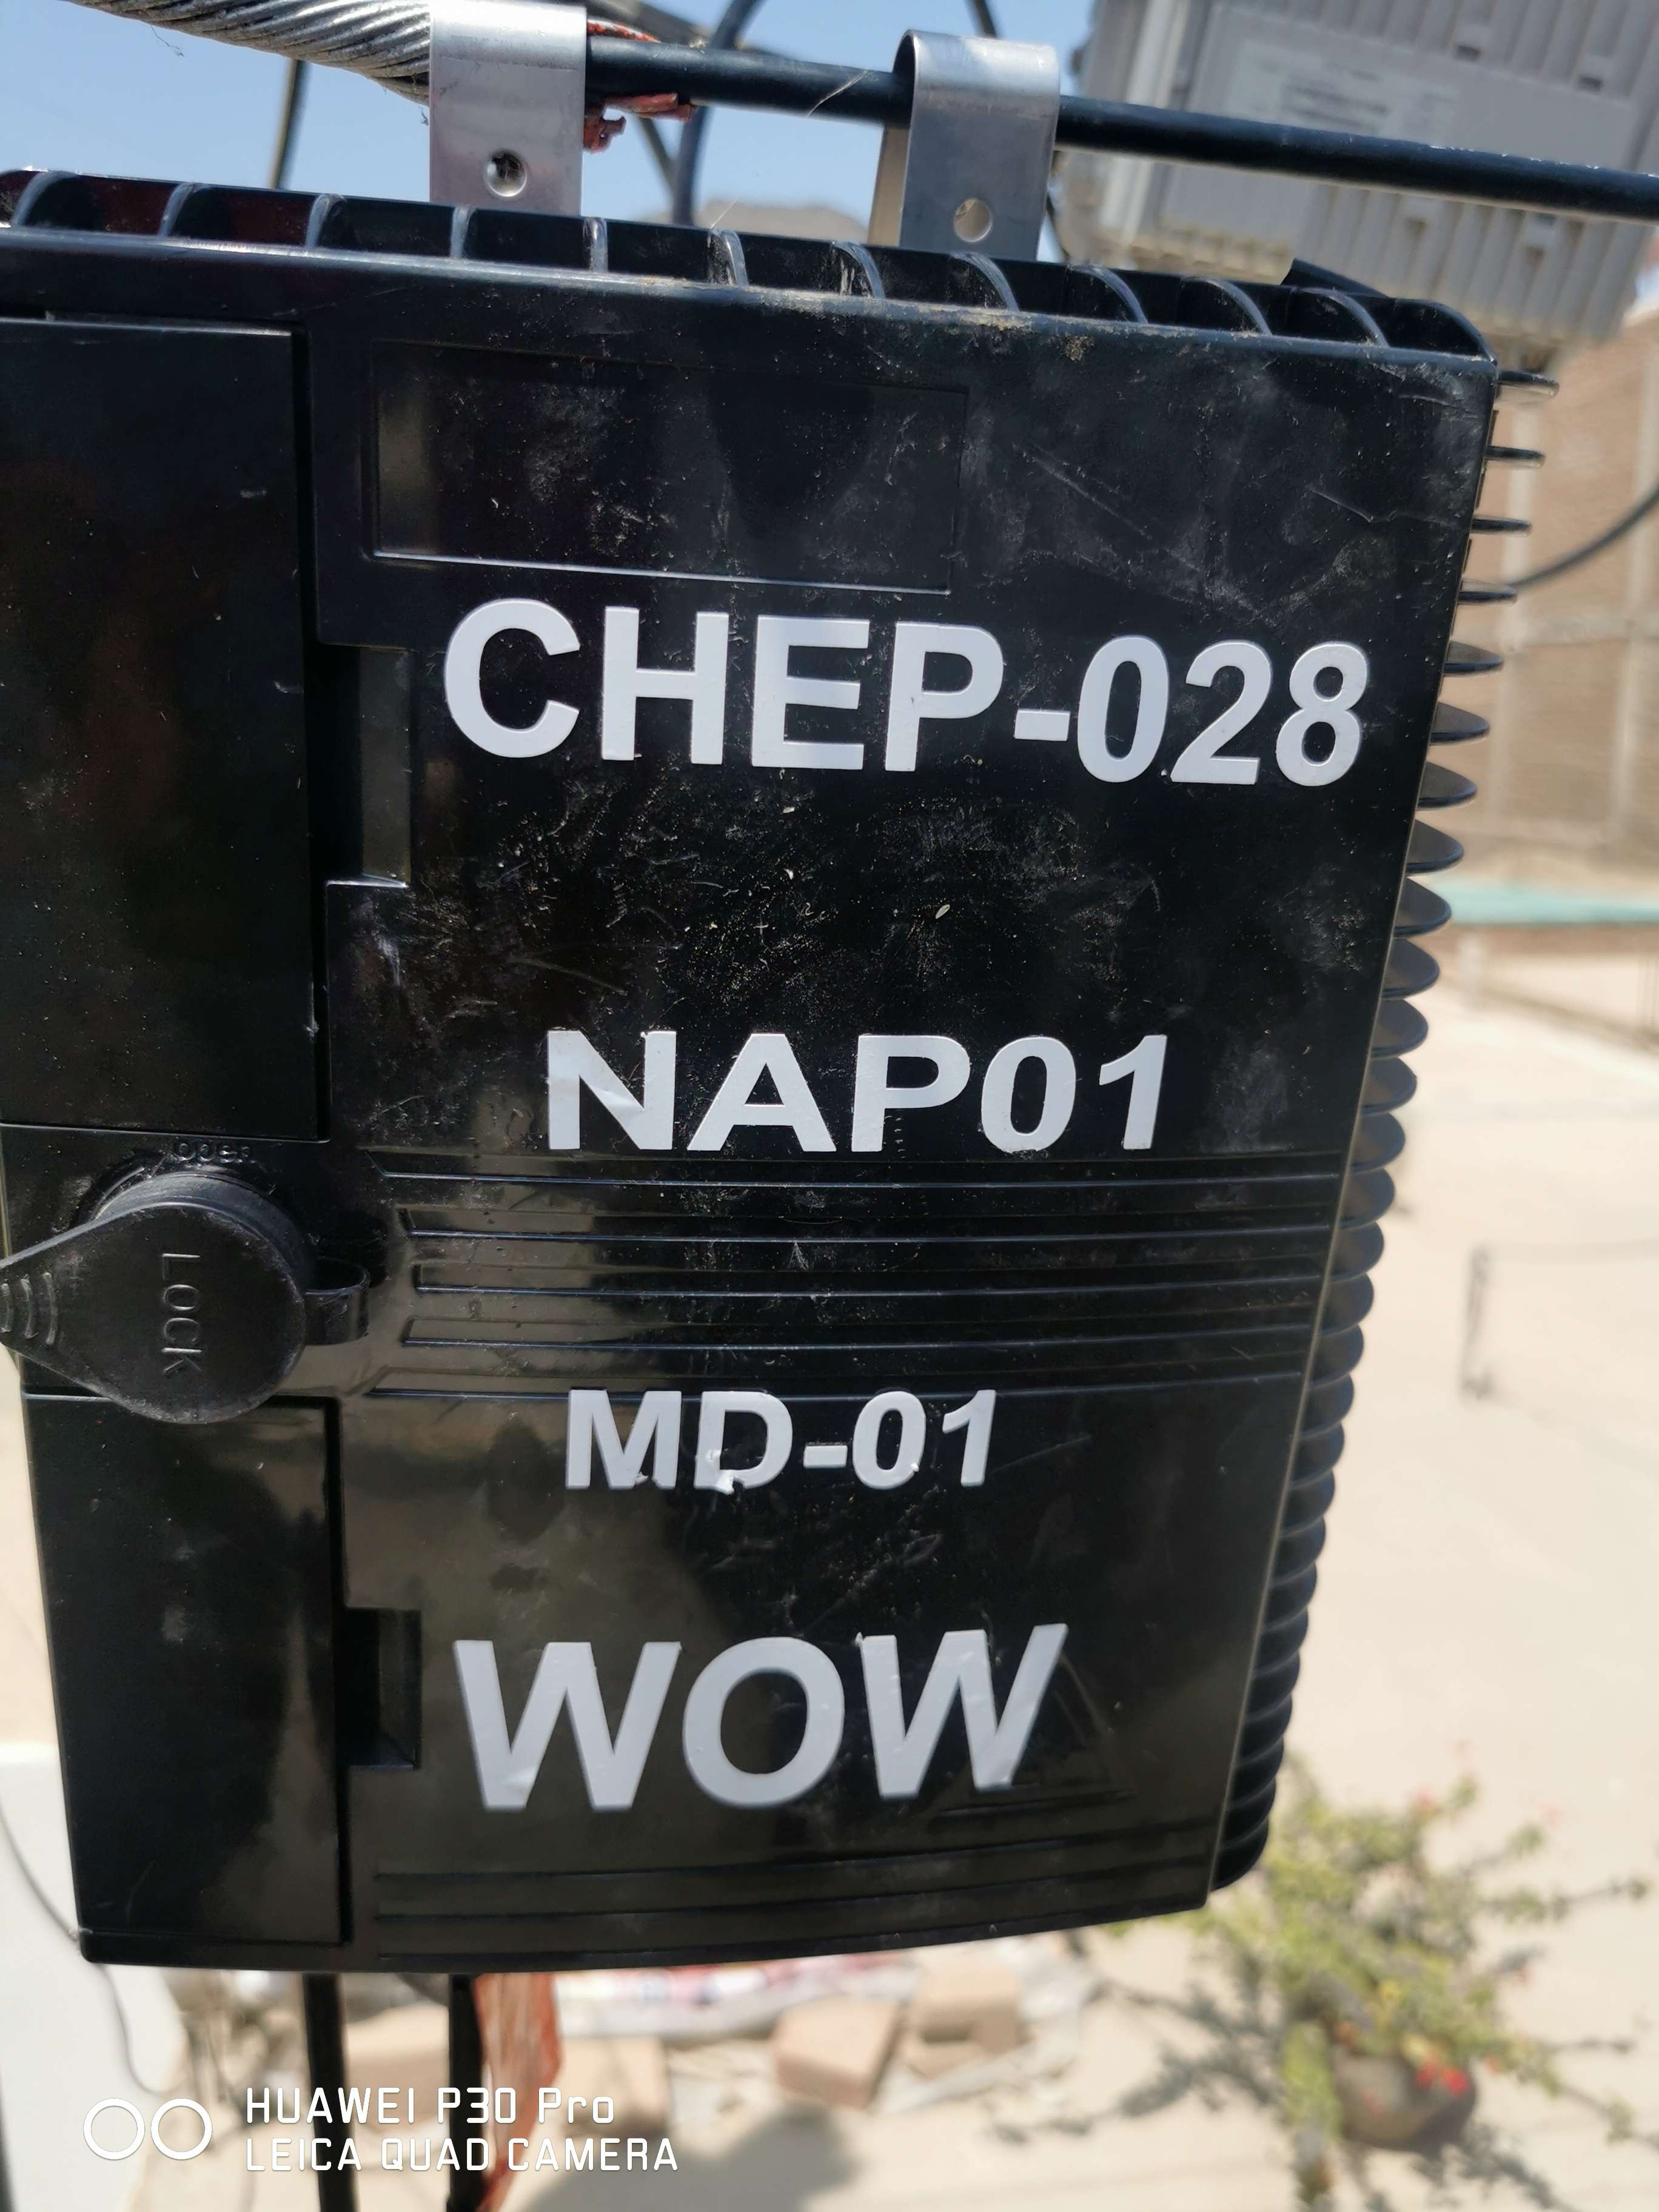 CHEP-028
NAP01
LOCK
MD-01
WOW
HUAWEI P30 Pro
LEICA QUAD CAMERA